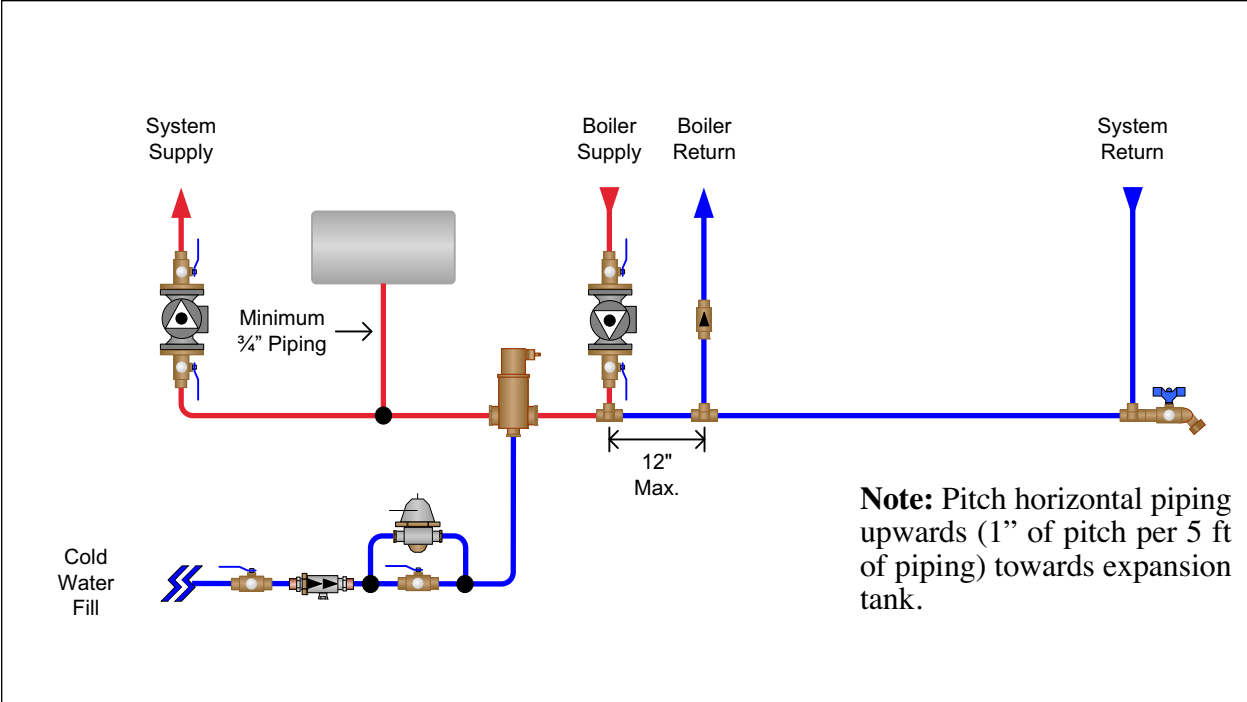 System
Supply
Boiler
Supply
Boiler
Return
System
Return
Minimum
¾” Piping
12"
Max.
Note: Pitch horizontal piping
upwards (1” of pitch per 5 ft
of piping) towards expansion
tank.
Cold
Water
Fill